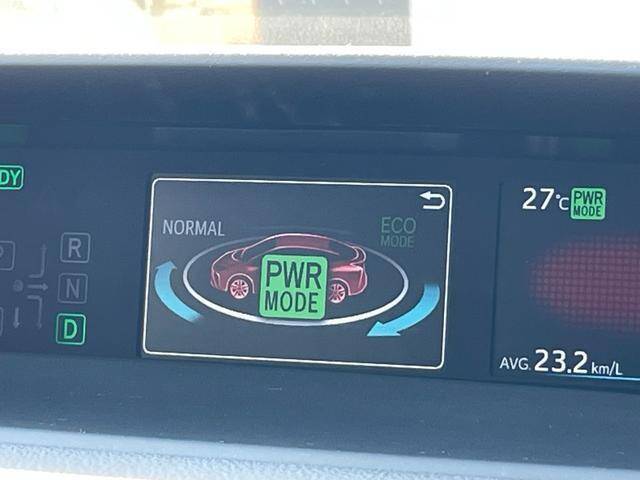 DY
P
R
N
D
NORMAL
ECO
MODE
PWR
MODE
27°C
PWR
MODE
AVG. 23.2 km/L